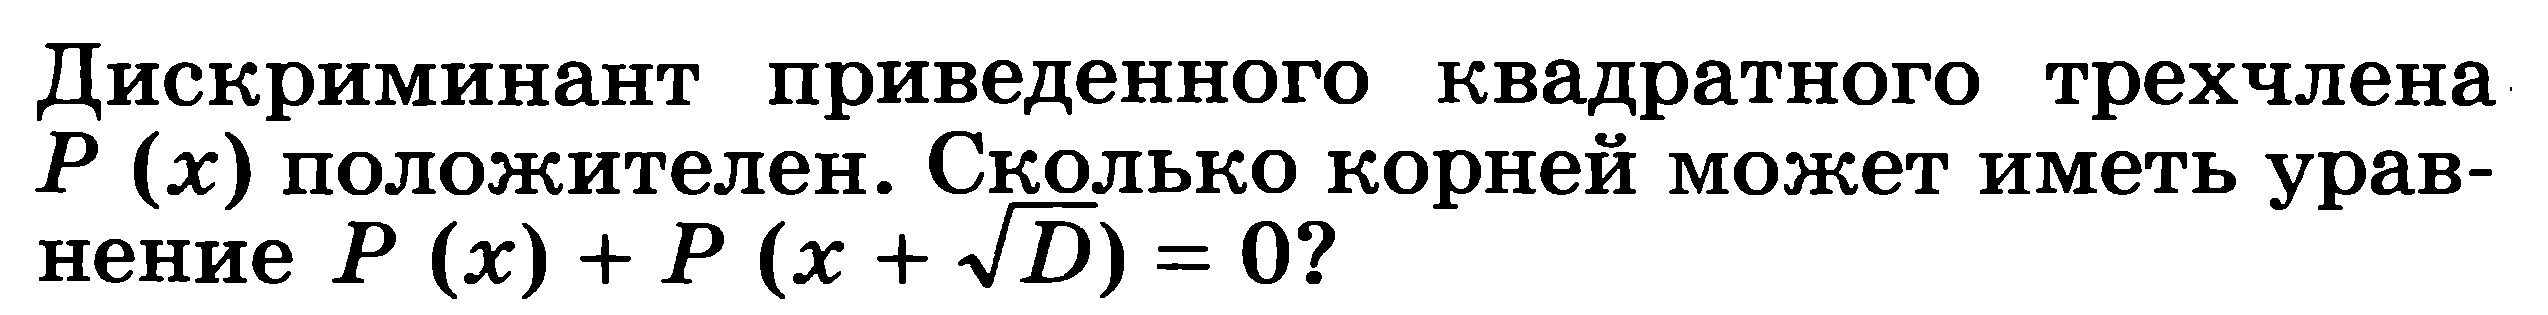 Дискриминант приведенного квадратного трехчлена
P (x) положителен. Сколько корней может иметь урав-
нение P (x) + P (x + √D) = 0?